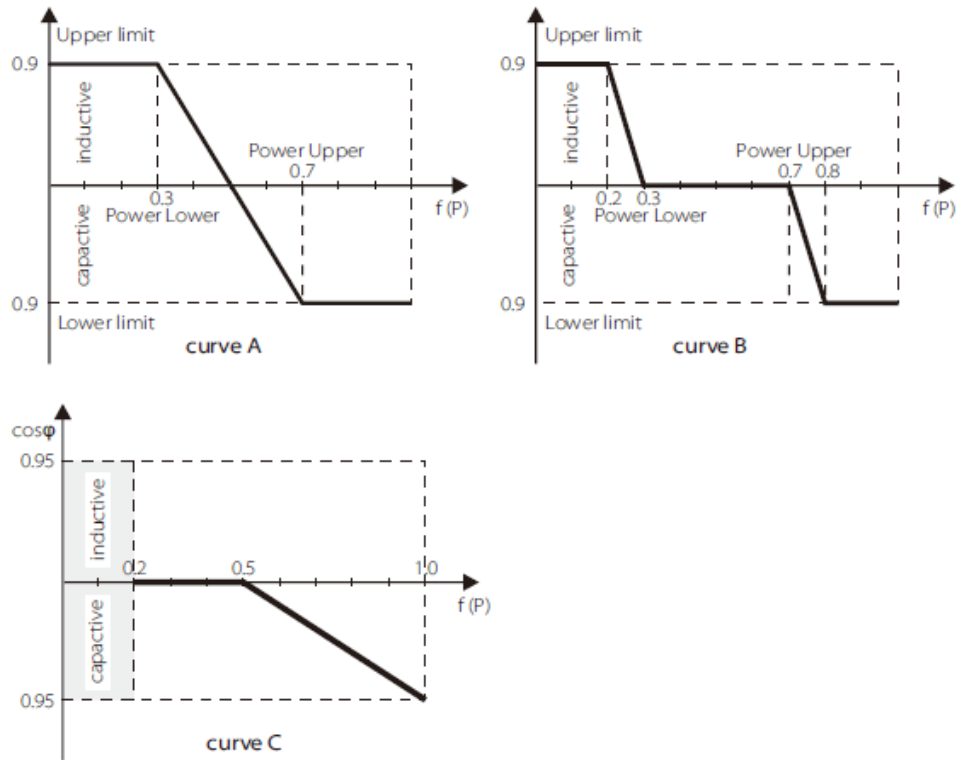 Upper limit
0.9
inductive
capactive
Power Upper
0.7
0.3
Power Lower
f (P)
0.9
Lower limit
curve A
Upper limit
0.9
inductive
capactive
Power Upper
0.7 0.8
0.2 0.3
Power Lower
f (P)
0.9
Lower limit
curve B
cosφ
0.95
inductive
capactive
0.2 0.5 1.0
f (P)
0.95
curve C